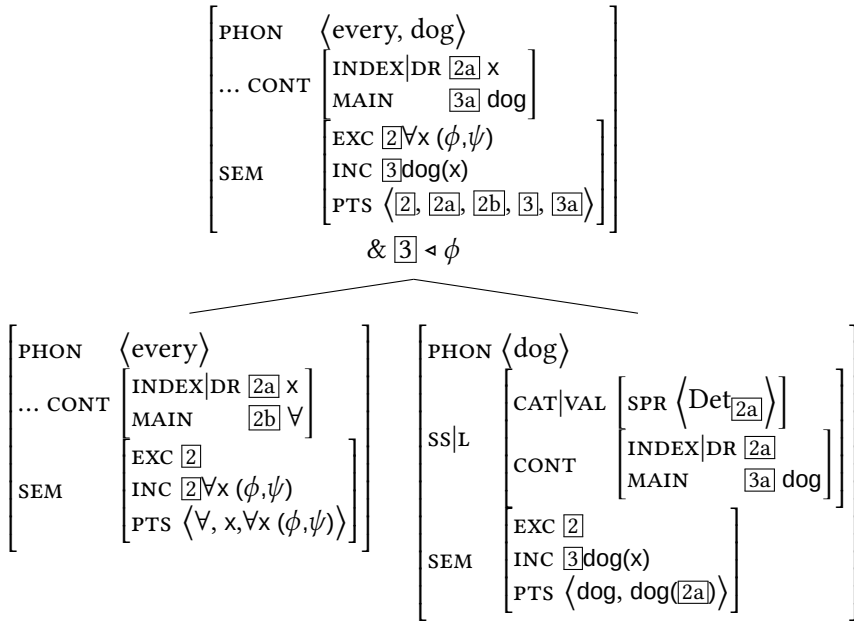 PHON ⟨every, dog⟩
... CONT [INDEX|DR [2a] x
MAIN [3a] dog]
SEM [EXC [2]∀x (ϕ,ψ)
INC [3]dog(x)
PTS ⟨[2], [2a], [2b], [3], [3a]⟩]
& [3] ◃ ϕ
PHON ⟨every⟩
... CONT [INDEX|DR [2a] x
MAIN [2b] ∀]
SEM [EXC [2]
INC [2]∀x (ϕ,ψ)
PTS ⟨∀, x,∀x (ϕ,ψ)⟩]
PHON ⟨dog⟩
SS|L [CAT|VAL [SPR ⟨Det[2a]⟩]
CONT [INDEX|DR [2a]
MAIN [3a] dog]]
SEM [EXC [2]
INC [3]dog(x)
PTS ⟨dog, dog([2a])⟩]